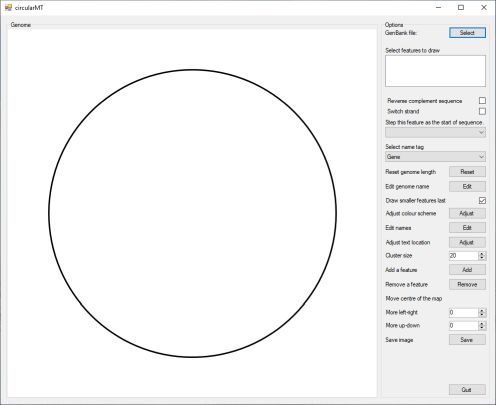 circularMT
Genome
Options
GenBank file: Select
Select features to draw
Reverse complement sequence
Switch strand
Step this feature as the start of sequence.
Select name tag
Gene
Reset genome length Reset
Edit genome name Edit
Draw smaller features last
Adjust colour scheme Adjust
Edit names Edit
Adjust text location Adjust
Cluster size 20
Add a feature Add
Remove a feature Remove
Move centre of the map
More left-right 0
More up-down 0
Save image Save
Quit